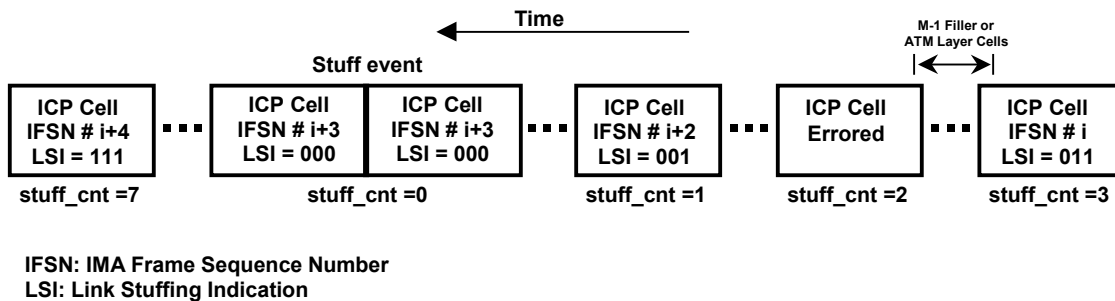 Time
M-1 Filler or
ATM Layer Cells
Stuff event
ICP Cell
IFSN # i+4
LSI = 111
ICP Cell
IFSN # i+3
LSI = 000
ICP Cell
IFSN # i+3
LSI = 000
ICP Cell
IFSN # i+2
LSI = 001
ICP Cell
Errored
ICP Cell
IFSN # i
LSI = 011
stuff_cnt =7
stuff_cnt =0
stuff_cnt =1
stuff_cnt =2
stuff_cnt =3
IFSN: IMA Frame Sequence Number
LSI: Link Stuffing Indication